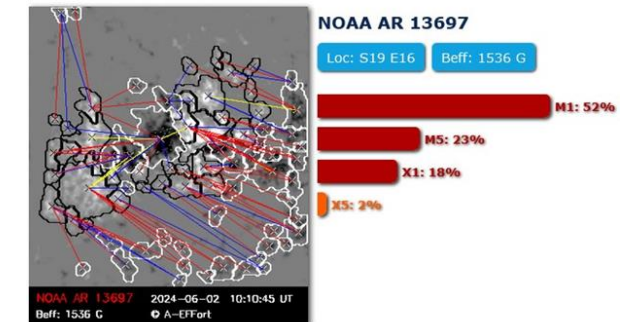 NOAA AR 13697
Loc: S19 E16
Beff: 1536 G
M1: 52%
M5: 23%
X1: 18%
X5: 2%
NOAA AR 13697 2024-06-02 10:10:45 UT
Beff: 1536 G © A-EFFort